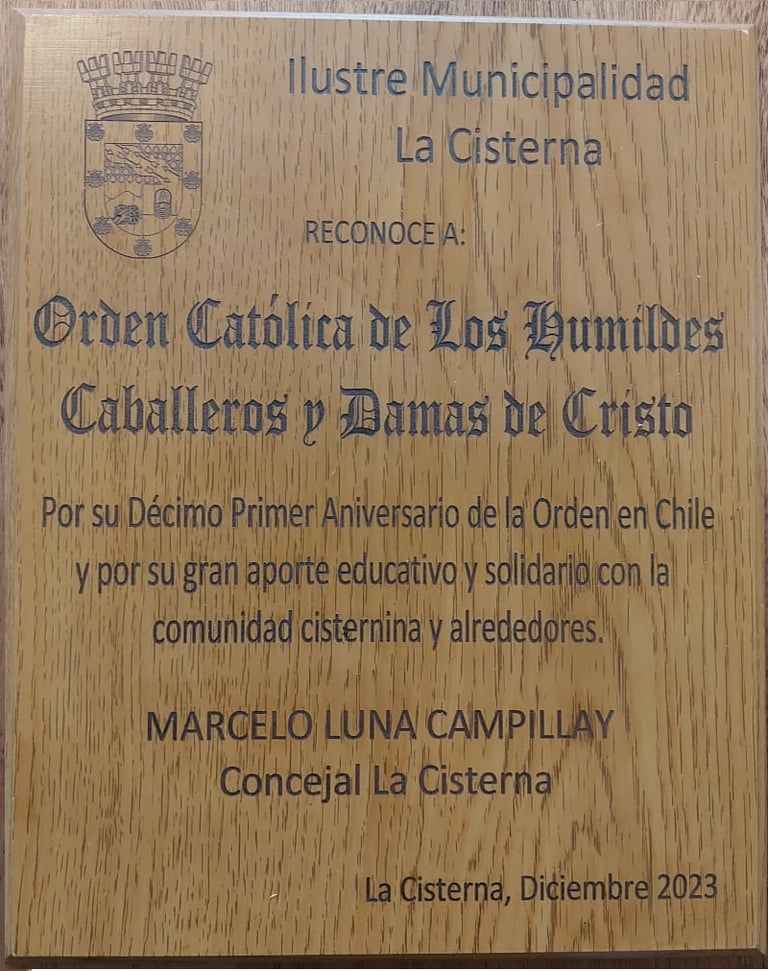 Ilustre Municipalidad
La Cisterna
RECONOCE A:
Orden Católica de Los Humildes
Caballeros y Damas de Cristo
Por su Décimo Primer Aniversario de la Orden en Chile
y por su gran aporte educativo y solidario con la
comunidad cisternina y alrededores.
MARCELO LUNA CAMPILLAY
Concejal La Cisterna
La Cisterna, Diciembre 2023